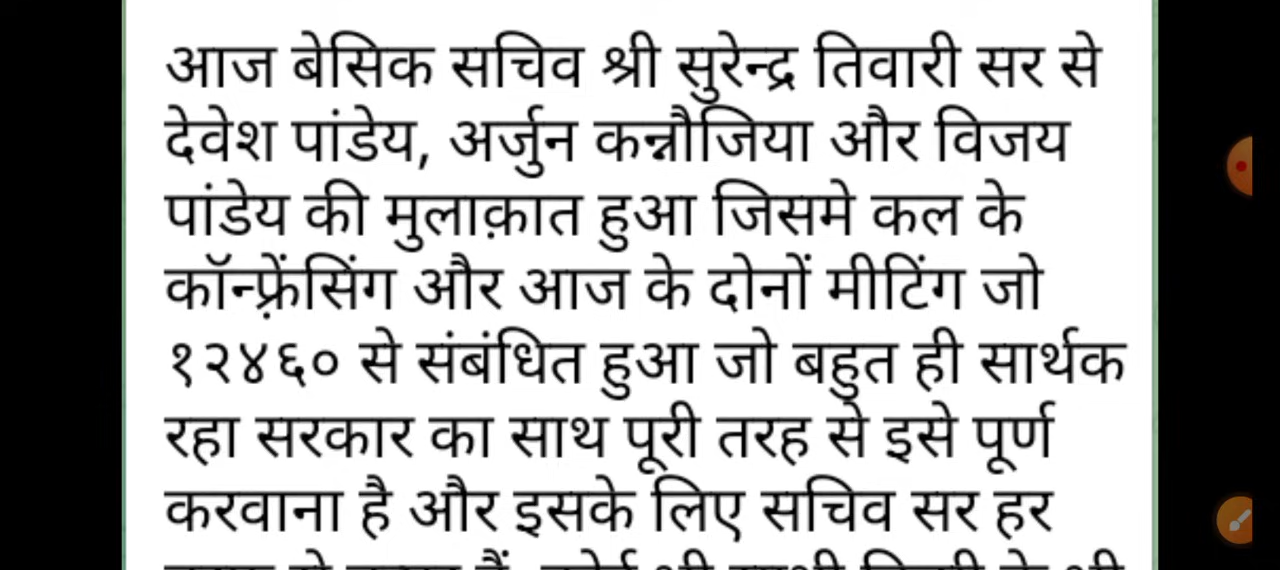 आज बेसिक सचिव श्री सुरेन्द्र तिवारी सर से
देवेश पांडेय, अर्जुन कन्नौजिया और विजय
पांडेय की मुलाक़ात हुआ जिसमे कल के
कॉन्फ़्रेंसिंग और आज के दोनों मीटिंग जो
१२४६० से संबंधित हुआ जो बहुत ही सार्थक
रहा सरकार का साथ पूरी तरह से इसे पूर्ण
करवाना है और इसके लिए सचिव सर हर